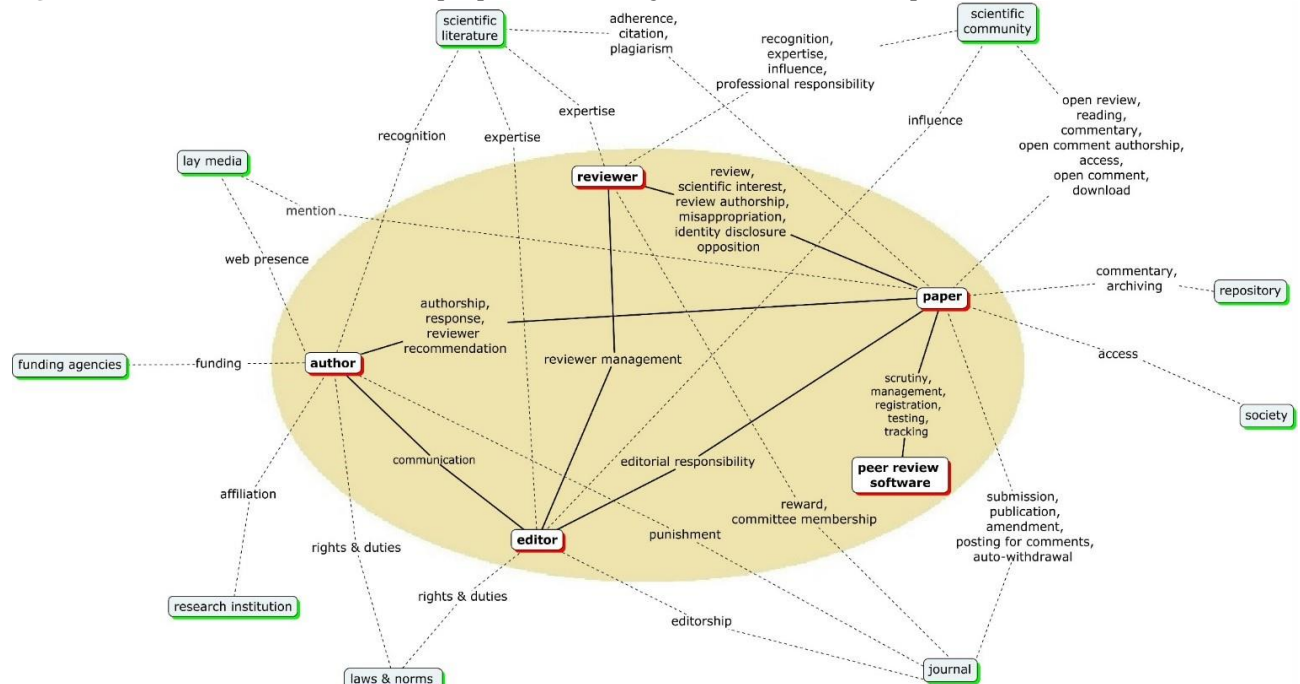 scientific
literature
adherence,
citation,
plagiarism
scientific
community
recognition,
expertise,
influence,
professional responsibility
open review,
reading,
commentary,
open comment authorship,
access,
open comment,
download
expertise
influence
recognition
expertise
lay media
reviewer
review,
scientific interest,
review authorship,
misappropriation,
identity disclosure
opposition
mention
web presence
commentary,
archiving
repository
paper
authorship,
response,
reviewer
recommendation
reviewer management
access
funding agencies
funding
author
scrutiny,
management,
registration,
testing,
tracking
society
communication
editorial responsibility
peer review
software
affiliation
reward,
committee membership
submission,
publication,
amendment,
posting for comments,
auto-withdrawal
rights & duties
editor
punishment
research institution
rights & duties
editorship
laws & norms
journal